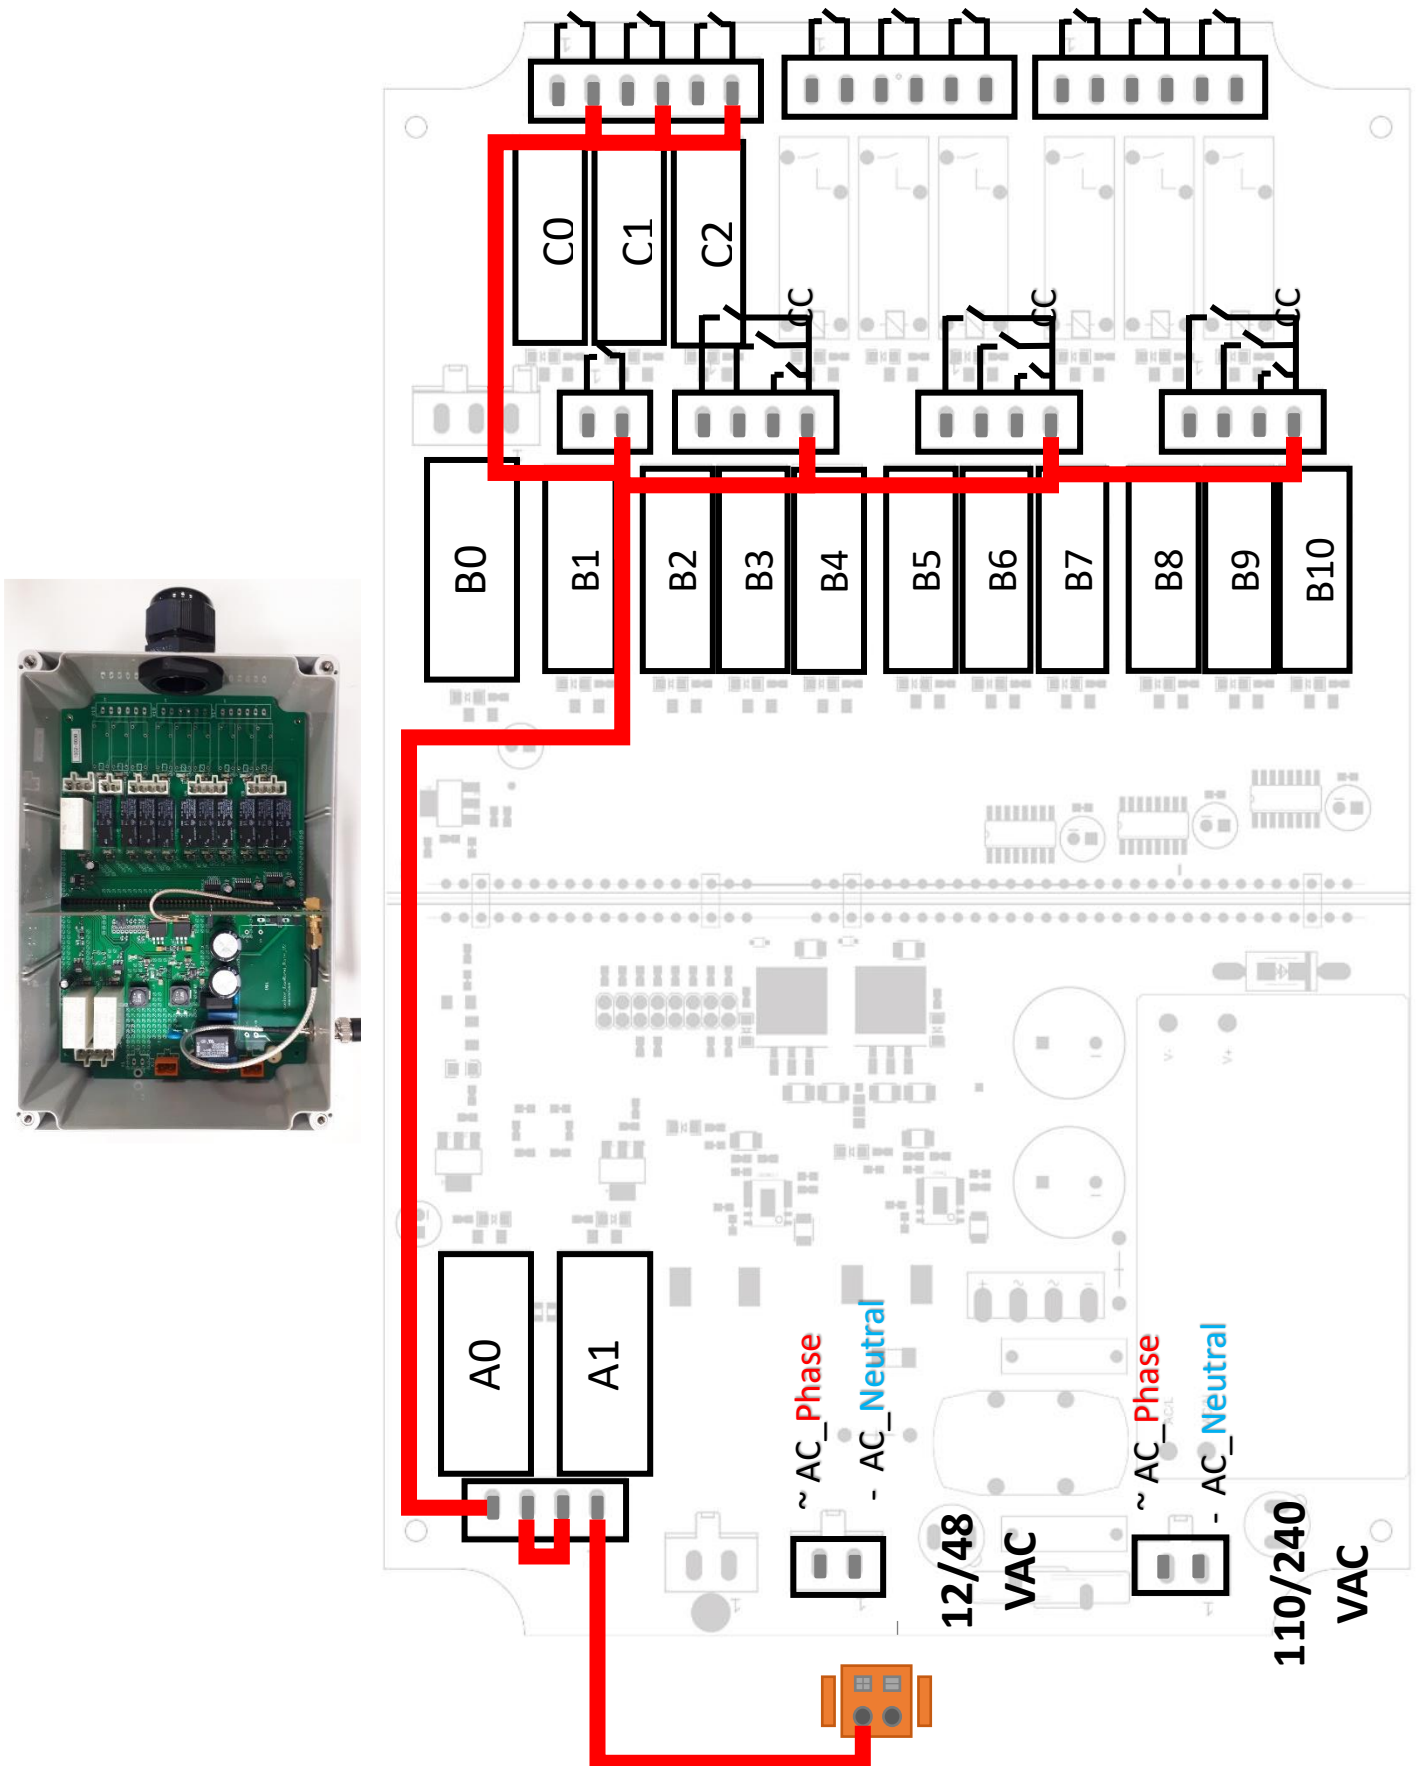 C0
C1
C2
CC
CC
CC
B0
B1
B2
B3
B4
B5
B6
B7
B8
B9
B10
V-
V+
A0
A1
~ AC_Phase
- AC_Neutral
12/48
VAC
~ AC_Phase
- AC_Neutral
AC/L
110/240
VAC